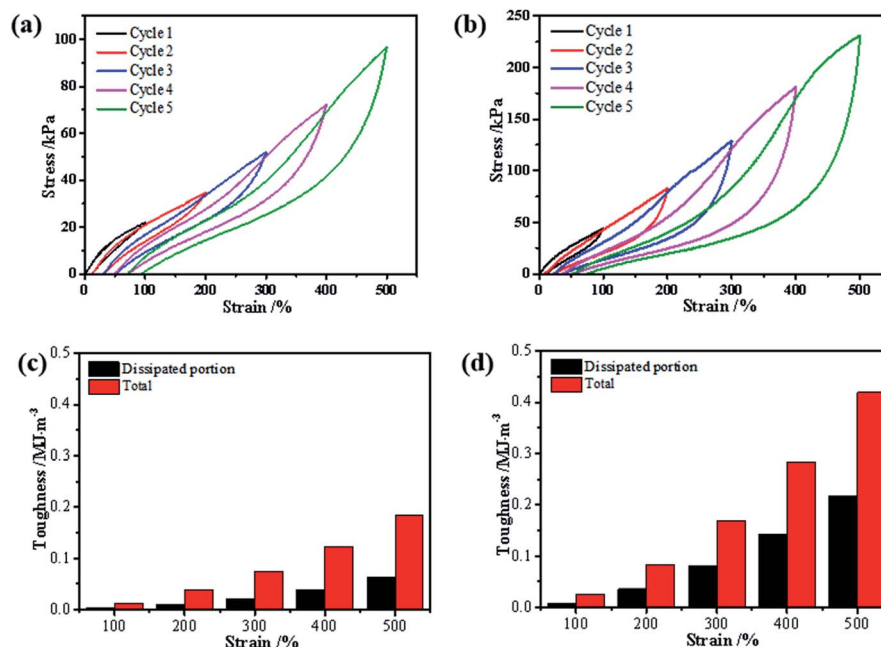 (a)
Cycle 1
Cycle 2
Cycle 3
Cycle 4
Cycle 5
100
80
60
40
20
0
Stress /kPa
0 100 200 300 400 500
Strain /%
(b)
Cycle 1
Cycle 2
Cycle 3
Cycle 4
Cycle 5
250
200
150
100
50
0
Stress /kPa
0 100 200 300 400 500
Strain /%
(c)
Dissipated portion
Total
0.5
0.4
0.3
0.2
0.1
0.0
Toughness /MJ·m⁻³
100 200 300 400 500
Strain /%
(d)
Dissipated portion
Total
0.5
0.4
0.3
0.2
0.1
0.0
Toughness /MJ·m⁻³
100 200 300 400 500
Strain /%